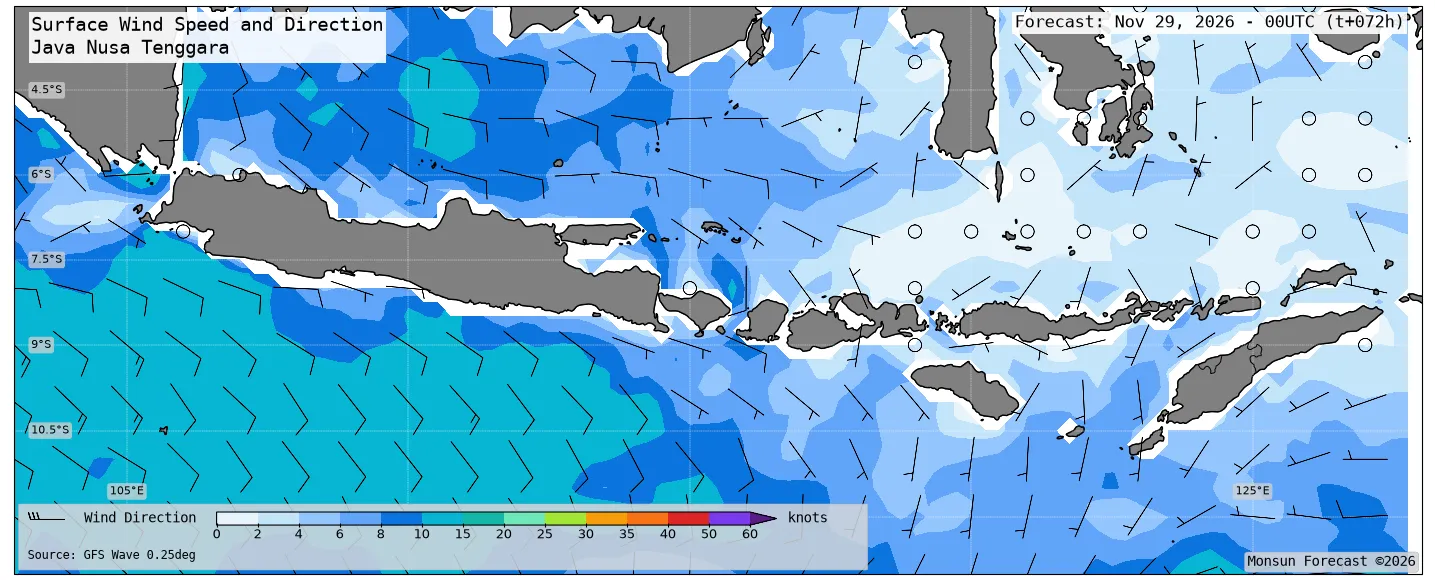 Surface Wind Speed and Direction
Java Nusa Tenggara
Forecast: Nov 29, 2026 - 00UTC (t+072h)
4.5°S
6°S
7.5°S
9°S
10.5°S
105°E
125°E
Wind Direction
0 2 4 6 8 10 15 20 25 30 35 40 50 60
knots
Source: GFS Wave 0.25deg
Monsun Forecast ©2026